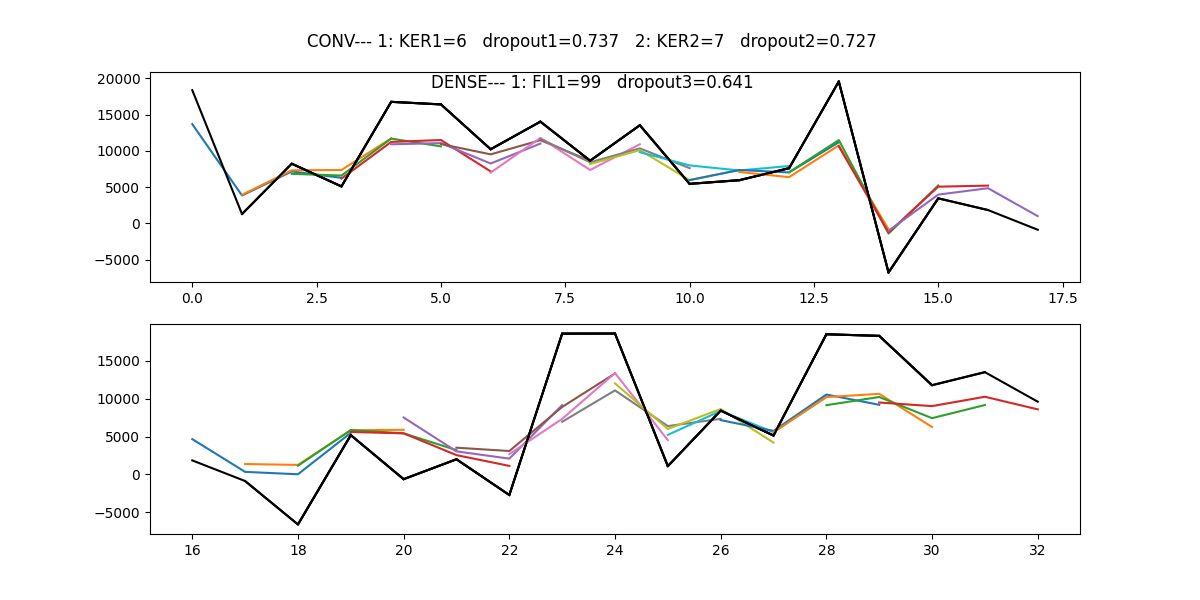 CONV--- 1: KER1=6   dropout1=0.737   2: KER2=7   dropout2=0.727
DENSE--- 1: FIL1=99   dropout3=0.641
20000
15000
10000
5000
0
−5000
0.0 2.5 5.0 7.5 10.0 12.5 15.0 17.5
15000
10000
5000
0
−5000
16 18 20 22 24 26 28 30 32